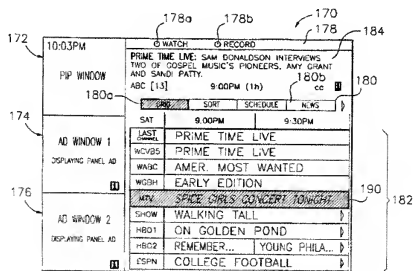 178a 178b 170
172 10:03PM WATCH RECORD 178
PRIME TIME LIVE: SAM DONALDSON INTERVIEWS 184
TWO OF GOSPEL MUSIC'S PIONEERS, AMY GRANT
AND SANDI PATTY.
PIP WINDOW
ABC [13] 9:00PM (1h) cc
180b
180a 180
GRID SORT SCHEDULE NEWS
174 SAT 9:00PM 9:30PM
AD WINDOW 1
DISPLAYING PANEL AD
LAST CHANNEL PRIME TIME LIVE
WCVB5 PRIME TIME LIVE
WABC AMER. MOST WANTED
WGBH EARLY EDITION
176 MTV SPICE GIRLS CONCERT TONIGHT 190
182
AD WINDOW 2
DISPLAYING PANEL AD
SHOW WALKING TALL
HBO1 ON GOLDEN POND
HBO2 REMEMBER... YOUNG PHILA...
ESPN COLLEGE FOOTBALL